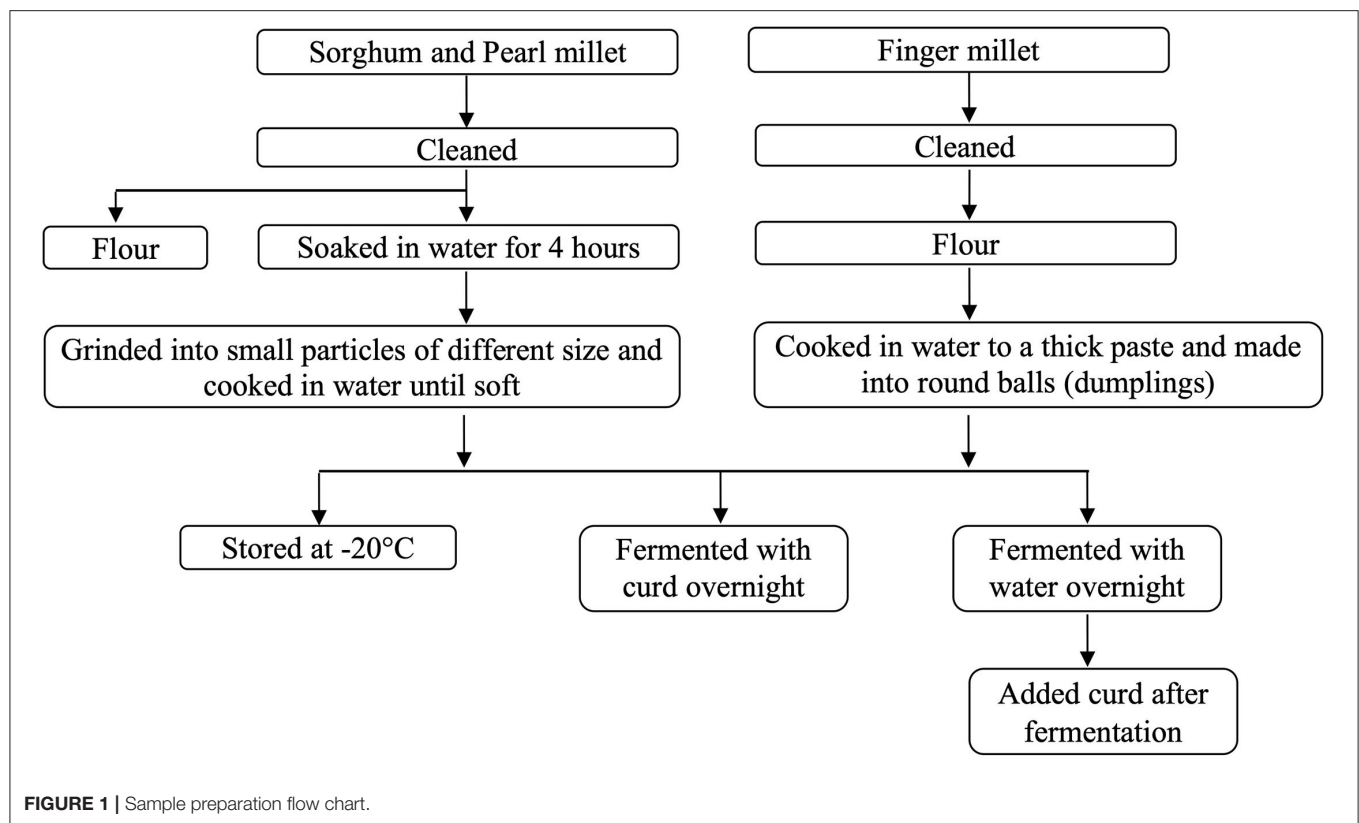 Sorghum and Pearl millet
Finger millet
Cleaned
Cleaned
Flour
Soaked in water for 4 hours
Flour
Grinded into small particles of different size and
cooked in water until soft
Cooked in water to a thick paste and made
into round balls (dumplings)
Stored at -20°C
Fermented with
curd overnight
Fermented with
water overnight
Added curd after
fermentation
FIGURE 1 | Sample preparation flow chart.